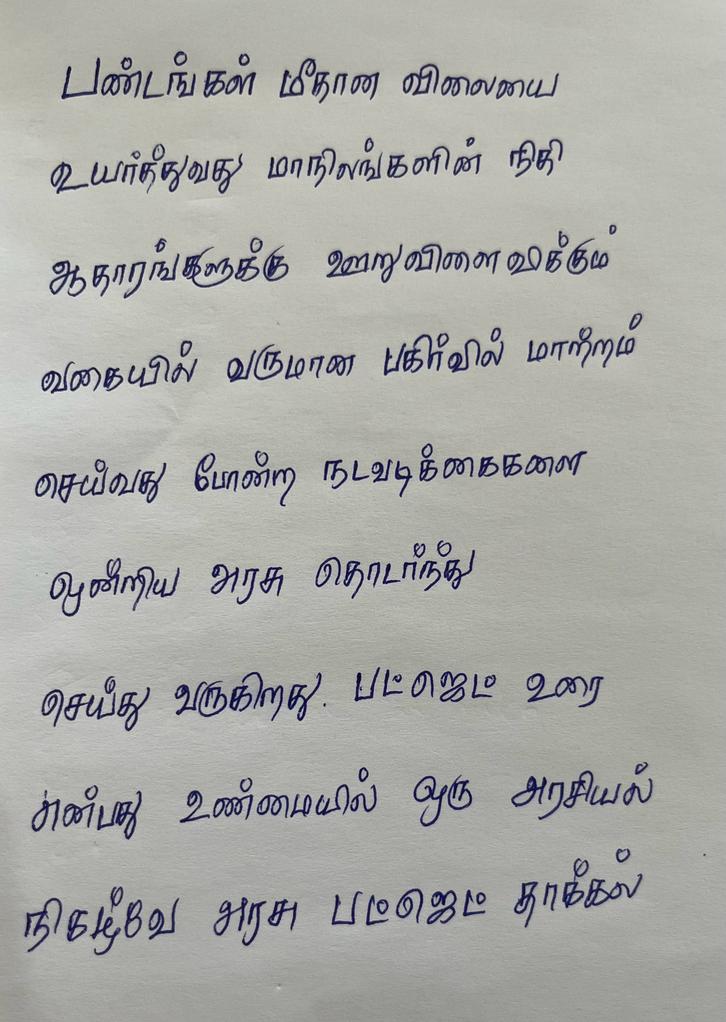 பண்டங்கள் மீதான விலையை
உயர்த்துவது மாநிலங்களின் நிதி
ஆதாரங்களுக்கு ஊறுவிளைவிக்கும்
வகையில் வருமான பகிர்வில் மாற்றம்
செய்வது போன்ற நடவடிக்கைகளை
ஒன்றிய அரசு தொடர்ந்து
செய்து வருகிறது. பட்ஜெட் உரை
என்பது உண்மையில் ஒரு அரசியல்
நிகழ்வே அரசு பட்ஜெட் தாக்கல்